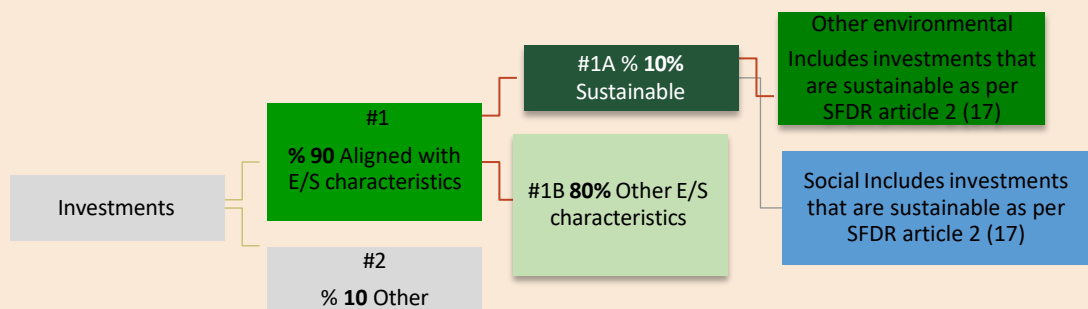 Investments
#1
% 90 Aligned with
E/S characteristics
#2
% 10 Other
#1A % 10%
Sustainable
#1B 80% Other E/S
characteristics
Other environmental
Includes investments that
are sustainable as per
SFDR article 2 (17)
Social Includes investments
that are sustainable as per
SFDR article 2 (17)